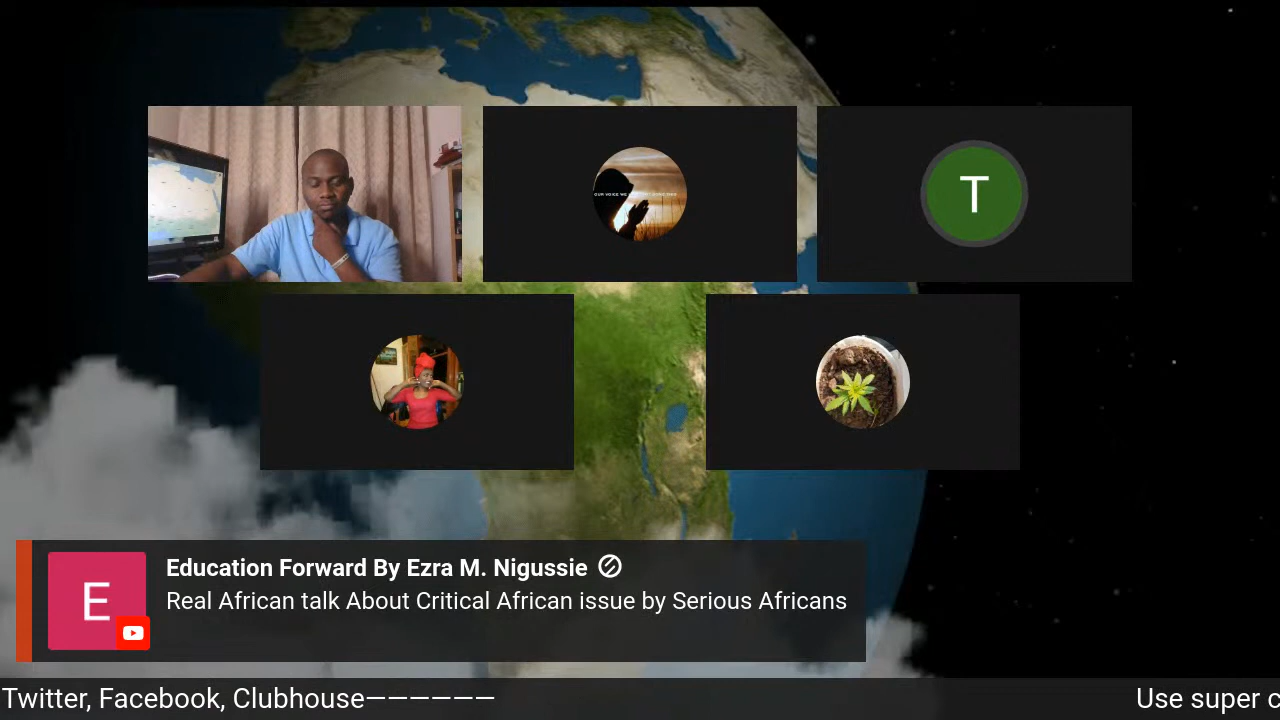 T
E
Education Forward By Ezra M. Nigussie
Real African talk About Critical African issue by Serious Africans
Twitter, Facebook, Clubhouse——————
Use super c